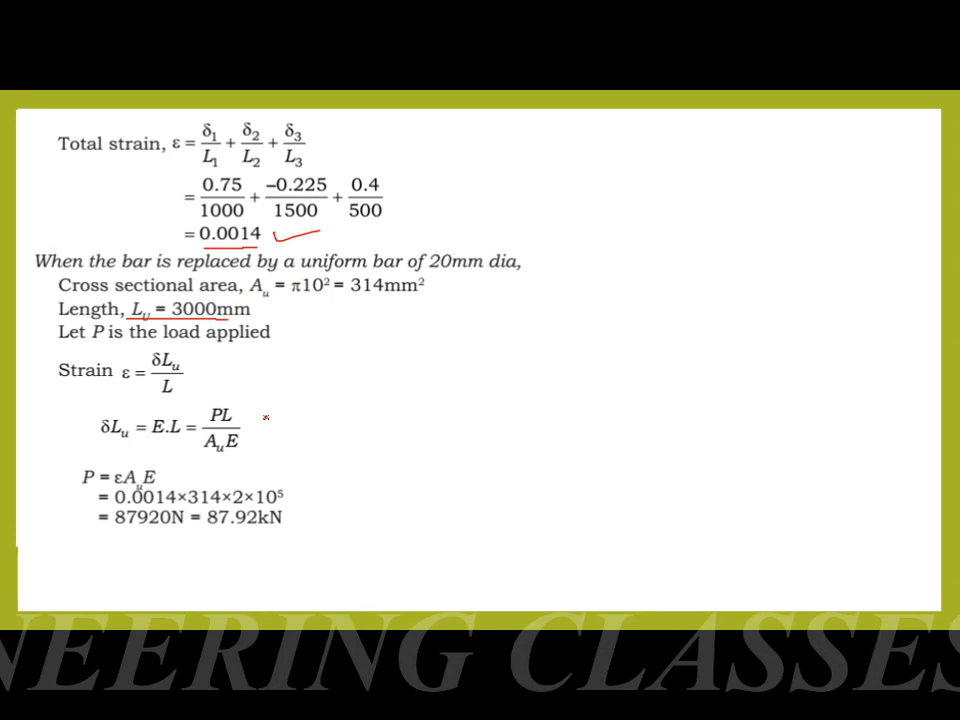 Total strain, ε = δ₁/L₁ + δ₂/L₂ + δ₃/L₃
= 0.75/1000 + –0.225/1500 + 0.4/500
= 0.0014
When the bar is replaced by a uniform bar of 20mm dia,
Cross sectional area, Aᵤ = π10² = 314mm²
Length, Lᵤ = 3000mm
Let P is the load applied
Strain ε = δLᵤ/L
δLᵤ = E.L = PL/AᵤE
P = εAᵤE
= 0.0014×314×2×10⁵
= 87920N = 87.92kN
NEERING CLASSES